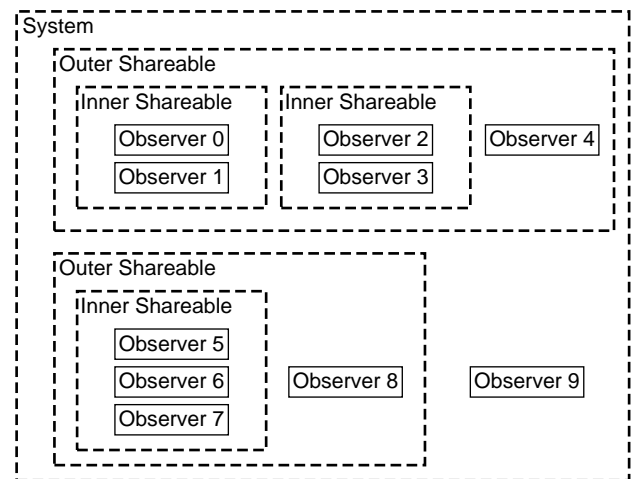 System
Outer Shareable
Inner Shareable
Observer 0
Observer 1
Inner Shareable
Observer 2
Observer 3
Observer 4
Outer Shareable
Inner Shareable
Observer 5
Observer 6
Observer 7
Observer 8
Observer 9